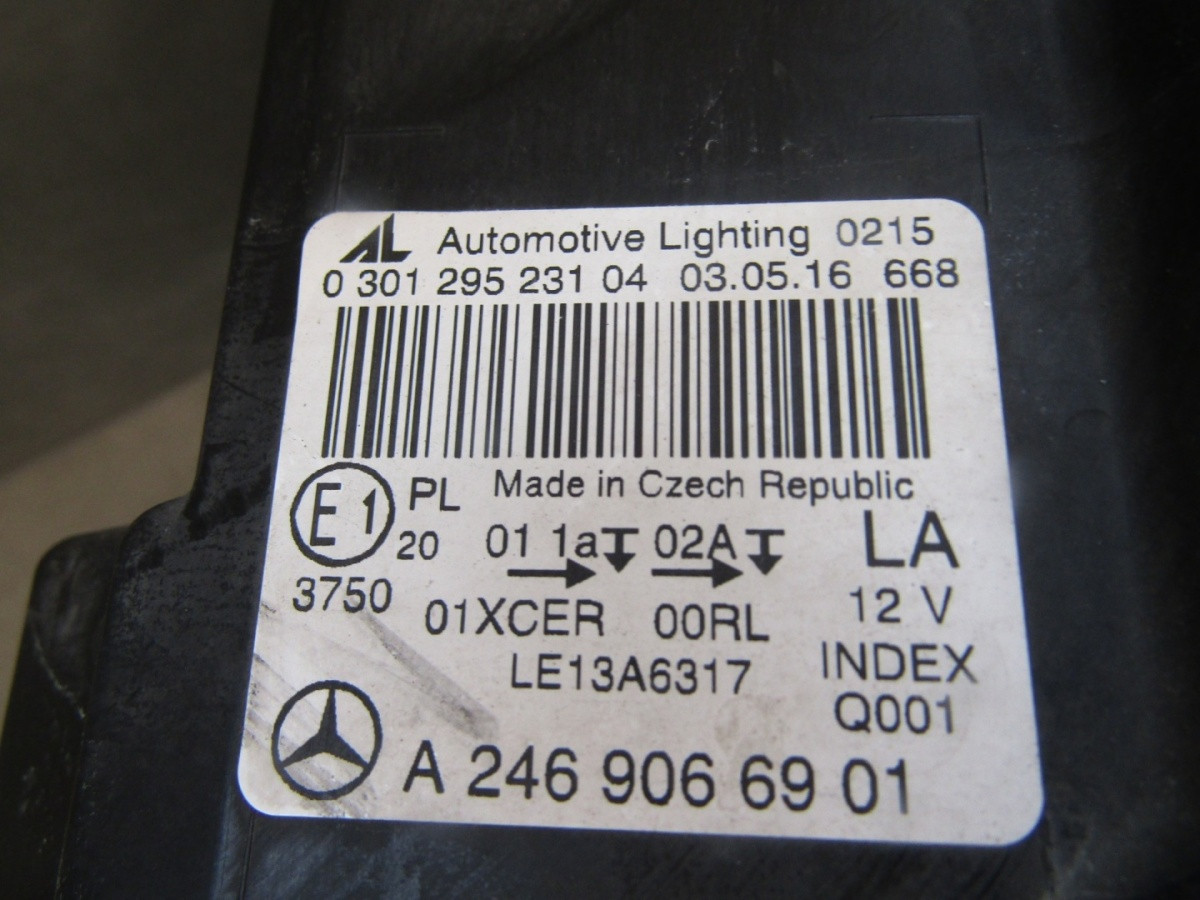 AL Automotive Lighting 0215
0 301 295 231 04 03.05.16 668
Made in Czech Republic
E1 PL
20 01 1a 02A LA
3750 01XCER 00RL 12 V
LE13A6317 INDEX
Q001
A 246 906 69 01